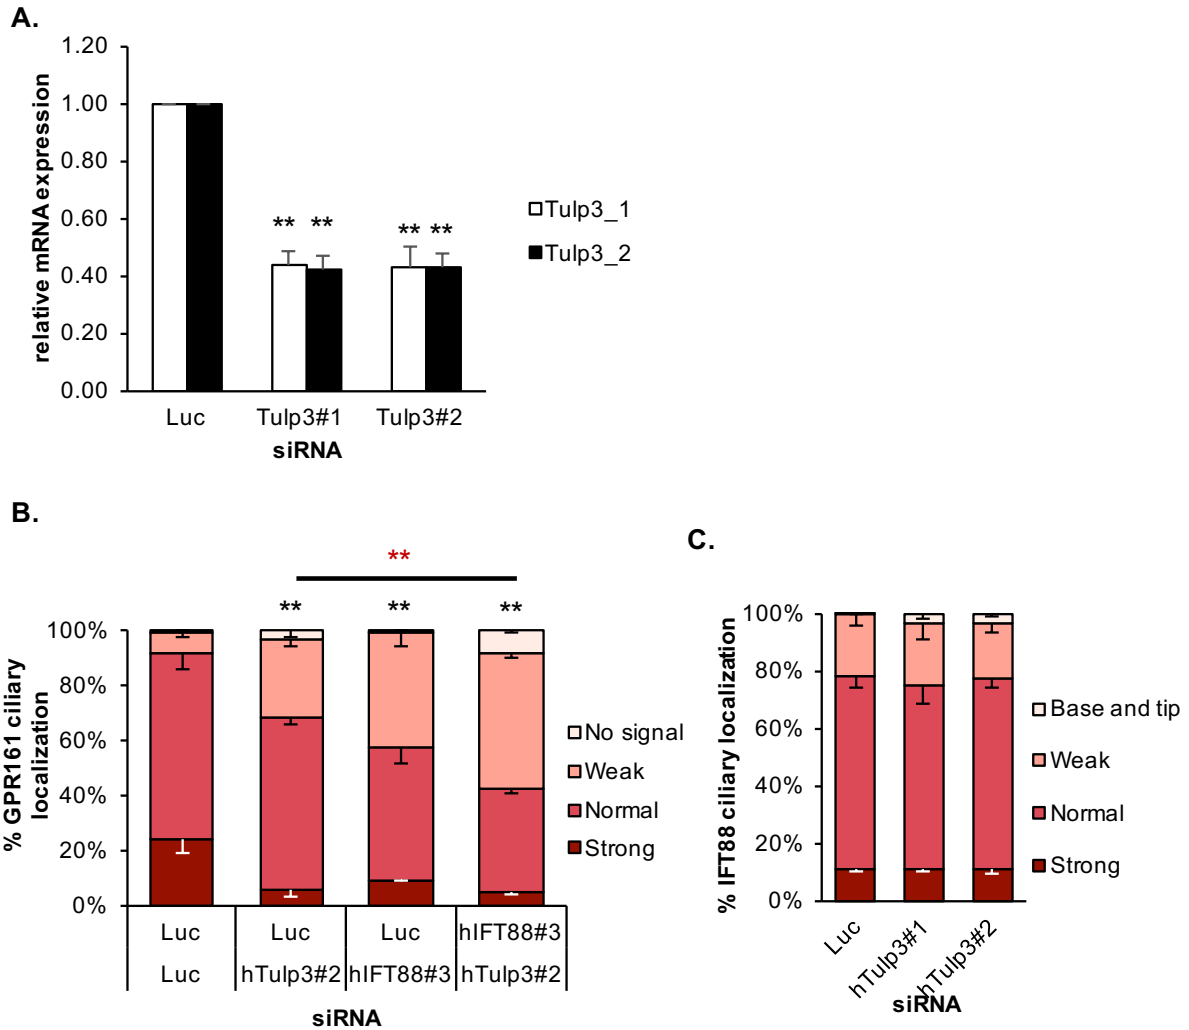 A.
1.20
1.00
0.80
0.60
0.40
0.20
0.00
relative mRNA expression
** **
** **
Luc
Tulp3#1
Tulp3#2
siRNA
Tulp3_1
Tulp3_2
B.
**
** ** **
100%
80%
60%
40%
20%
0%
% GPR161 ciliary
localization
No signal
Weak
Normal
Strong
Luc Luc Luc hIFT88#3
Luc hTulp3#2 hIFT88#3 hTulp3#2
siRNA
C.
100%
80%
60%
40%
20%
0%
% IFT88 ciliary localization
Base and tip
Weak
Normal
Strong
Luc
hTulp3#1
hTulp3#2
siRNA